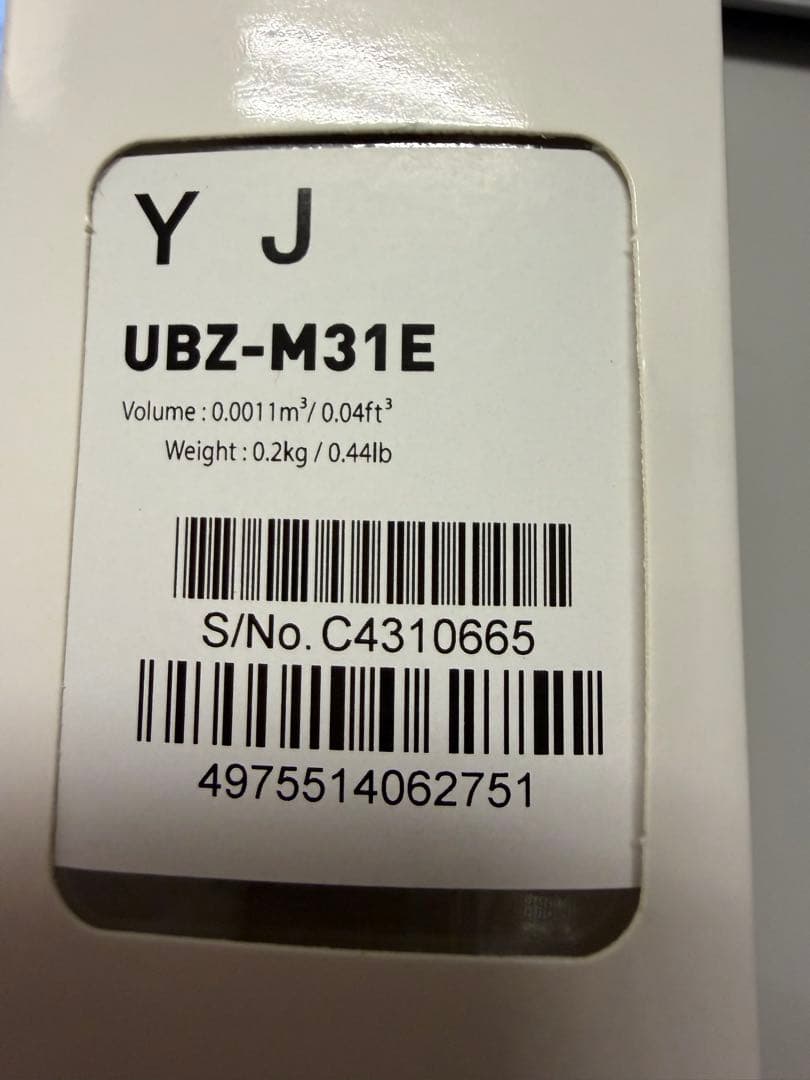 Y J
UBZ-M31E
Volume : 0.0011m³/ 0.04ft³
Weight : 0.2kg / 0.44lb
S/No. C4310665
4975514062751